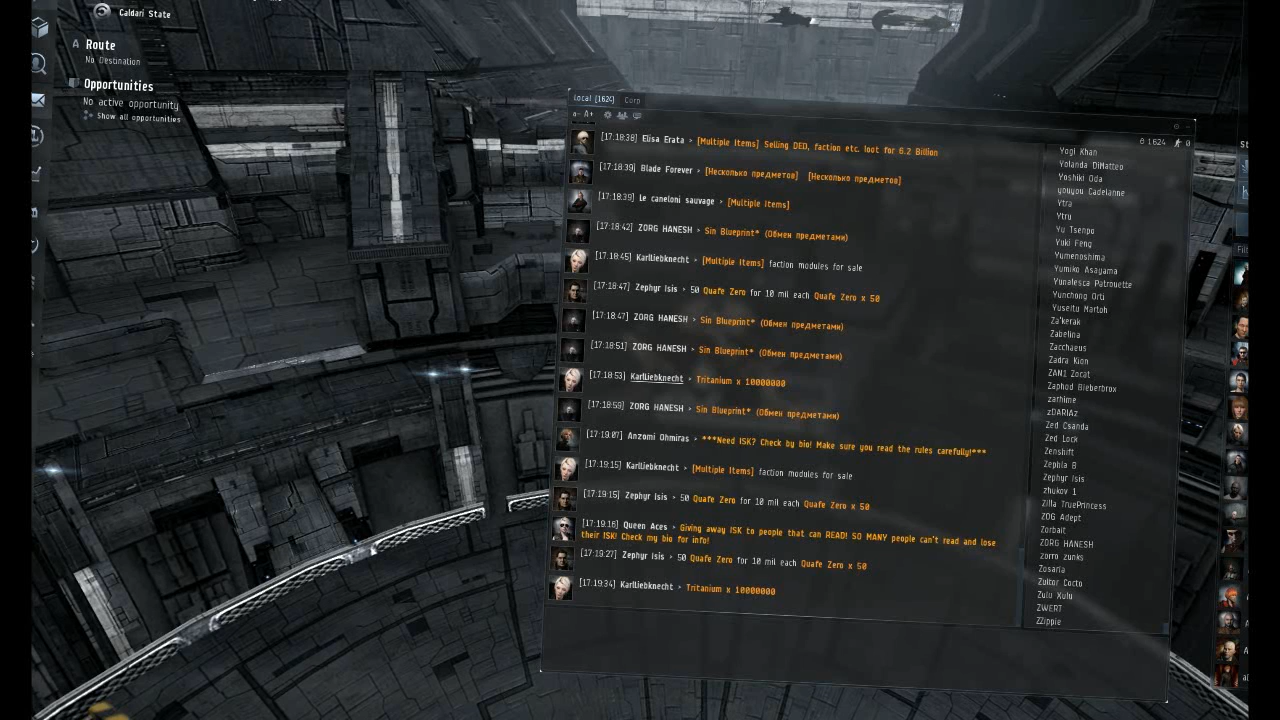 Caldari State
Route
No Destination
Opportunities
No active opportunity
Show all opportunities
Local [1624] Corp
A- A+
1624 0
[17:18:38] Elisa Erata > [Multiple Items] Selling DED, faction etc. loot for 6.2 Billion
[17:18:39] Blade Forever > [Несколько предметов] [Несколько предметов]
[17:18:39] Le caneloni sauvage > [Multiple Items]
[17:18:42] ZORG HANESH > Sin Blueprint* (Обмен предметами)
[17:18:45] KarlLiebknecht > [Multiple Items] faction modules for sale
[17:18:47] Zephyr Isis > 50 Quafe Zero for 10 mil each Quafe Zero x 50
[17:18:47] ZORG HANESH > Sin Blueprint* (Обмен предметами)
[17:18:51] ZORG HANESH > Sin Blueprint* (Обмен предметами)
[17:18:53] KarlLiebknecht > Tritanium x 10000000
[17:18:59] ZORG HANESH > Sin Blueprint* (Обмен предметами)
[17:19:07] Anzomi Ohmiras > ***Need ISK? Check by bio! Make sure you read the rules carefully!***
[17:19:15] KarlLiebknecht > [Multiple Items] faction modules for sale
[17:19:15] Zephyr Isis > 50 Quafe Zero for 10 mil each Quafe Zero x 50
[17:19:16] Queen Aces > Giving away ISK to people that can READ! SO MANY people can't read and lose
their ISK! Check my bio for info!
[17:19:27] Zephyr Isis > 50 Quafe Zero for 10 mil each Quafe Zero x 50
[17:19:34] KarlLiebknecht > Tritanium x 10000000
Yogi Khan
Yolanda DiMatteo
Yoshiki Oda
youyou Cadelanne
Ytra
Ytru
Yu Tsenpo
Yuki Feng
Yumenoshima
Yumiko Asagama
Yunalesca Patrouette
Yunchong Orti
Yuseitu Martoh
Za'kerak
Zabelina
Zacchaeus
Zadra Kion
ZAN1 Zocat
Zaphod Bieberbrox
zarhime
zDARIAz
Zed Csanda
Zed Lock
Zenshift
Zephla B
Zephyr Isis
zhukov 1
Zilla TruePrincess
ZOG Adept
Zorbait
ZORG HANESH
zorro zunks
Zosaria
Zultor Cocto
Zulu Xulu
ZWERT
ZZippie